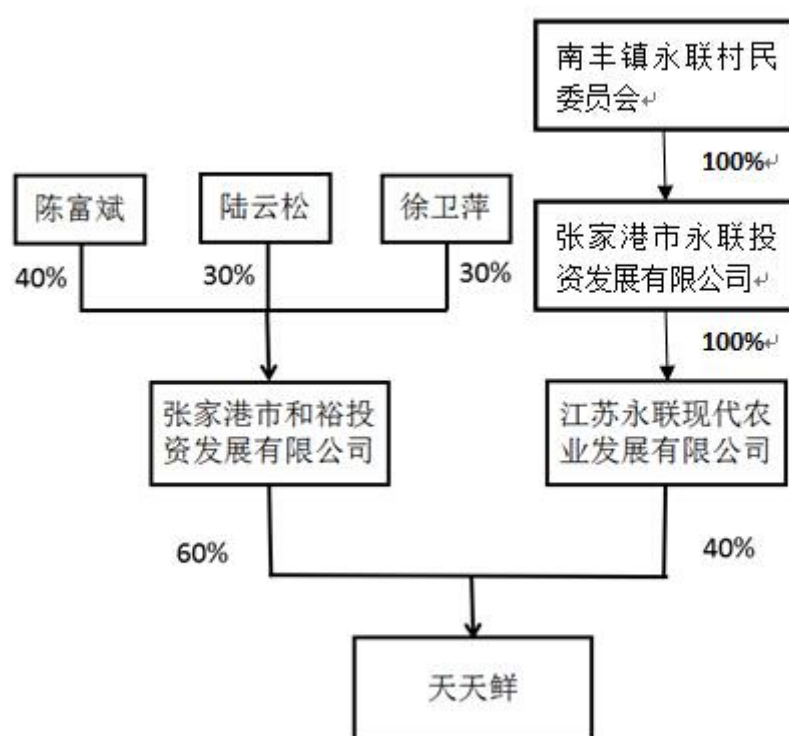 南丰镇永联村民
委员会↵
100%↵
陈富斌
陆云松
徐卫萍
张家港市永联投
资发展有限公司↵
40%
30%
30%
100%↵
张家港市和裕投
资发展有限公司
江苏永联现代农
业发展有限公司
60%
40%
天天鲜